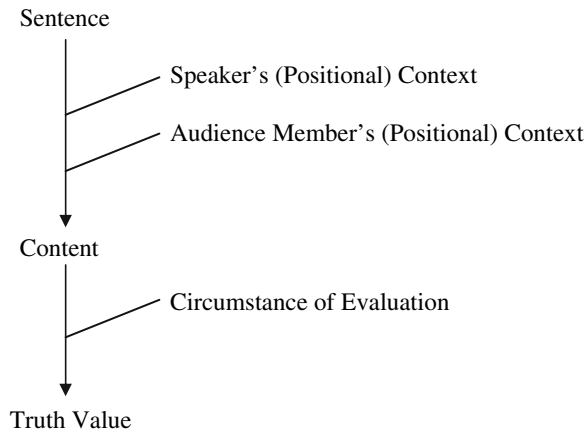 Sentence
Speaker's (Positional) Context
Audience Member's (Positional) Context
Content
Circumstance of Evaluation
Truth Value